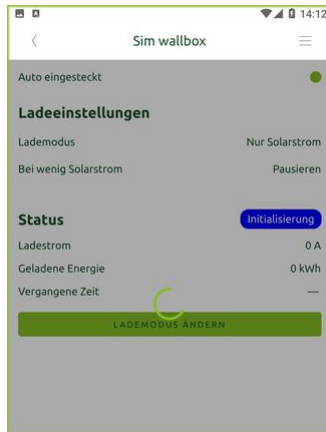 14:12
Sim wallbox
Auto eingesteckt
Ladeeinstellungen
Lademodus Nur Solarstrom
Bei wenig Solarstrom Pausieren
Status Initialisierung
Ladestrom 0 A
Geladene Energie 0 kWh
Vergangene Zeit —
LADEMODUS ÄNDERN